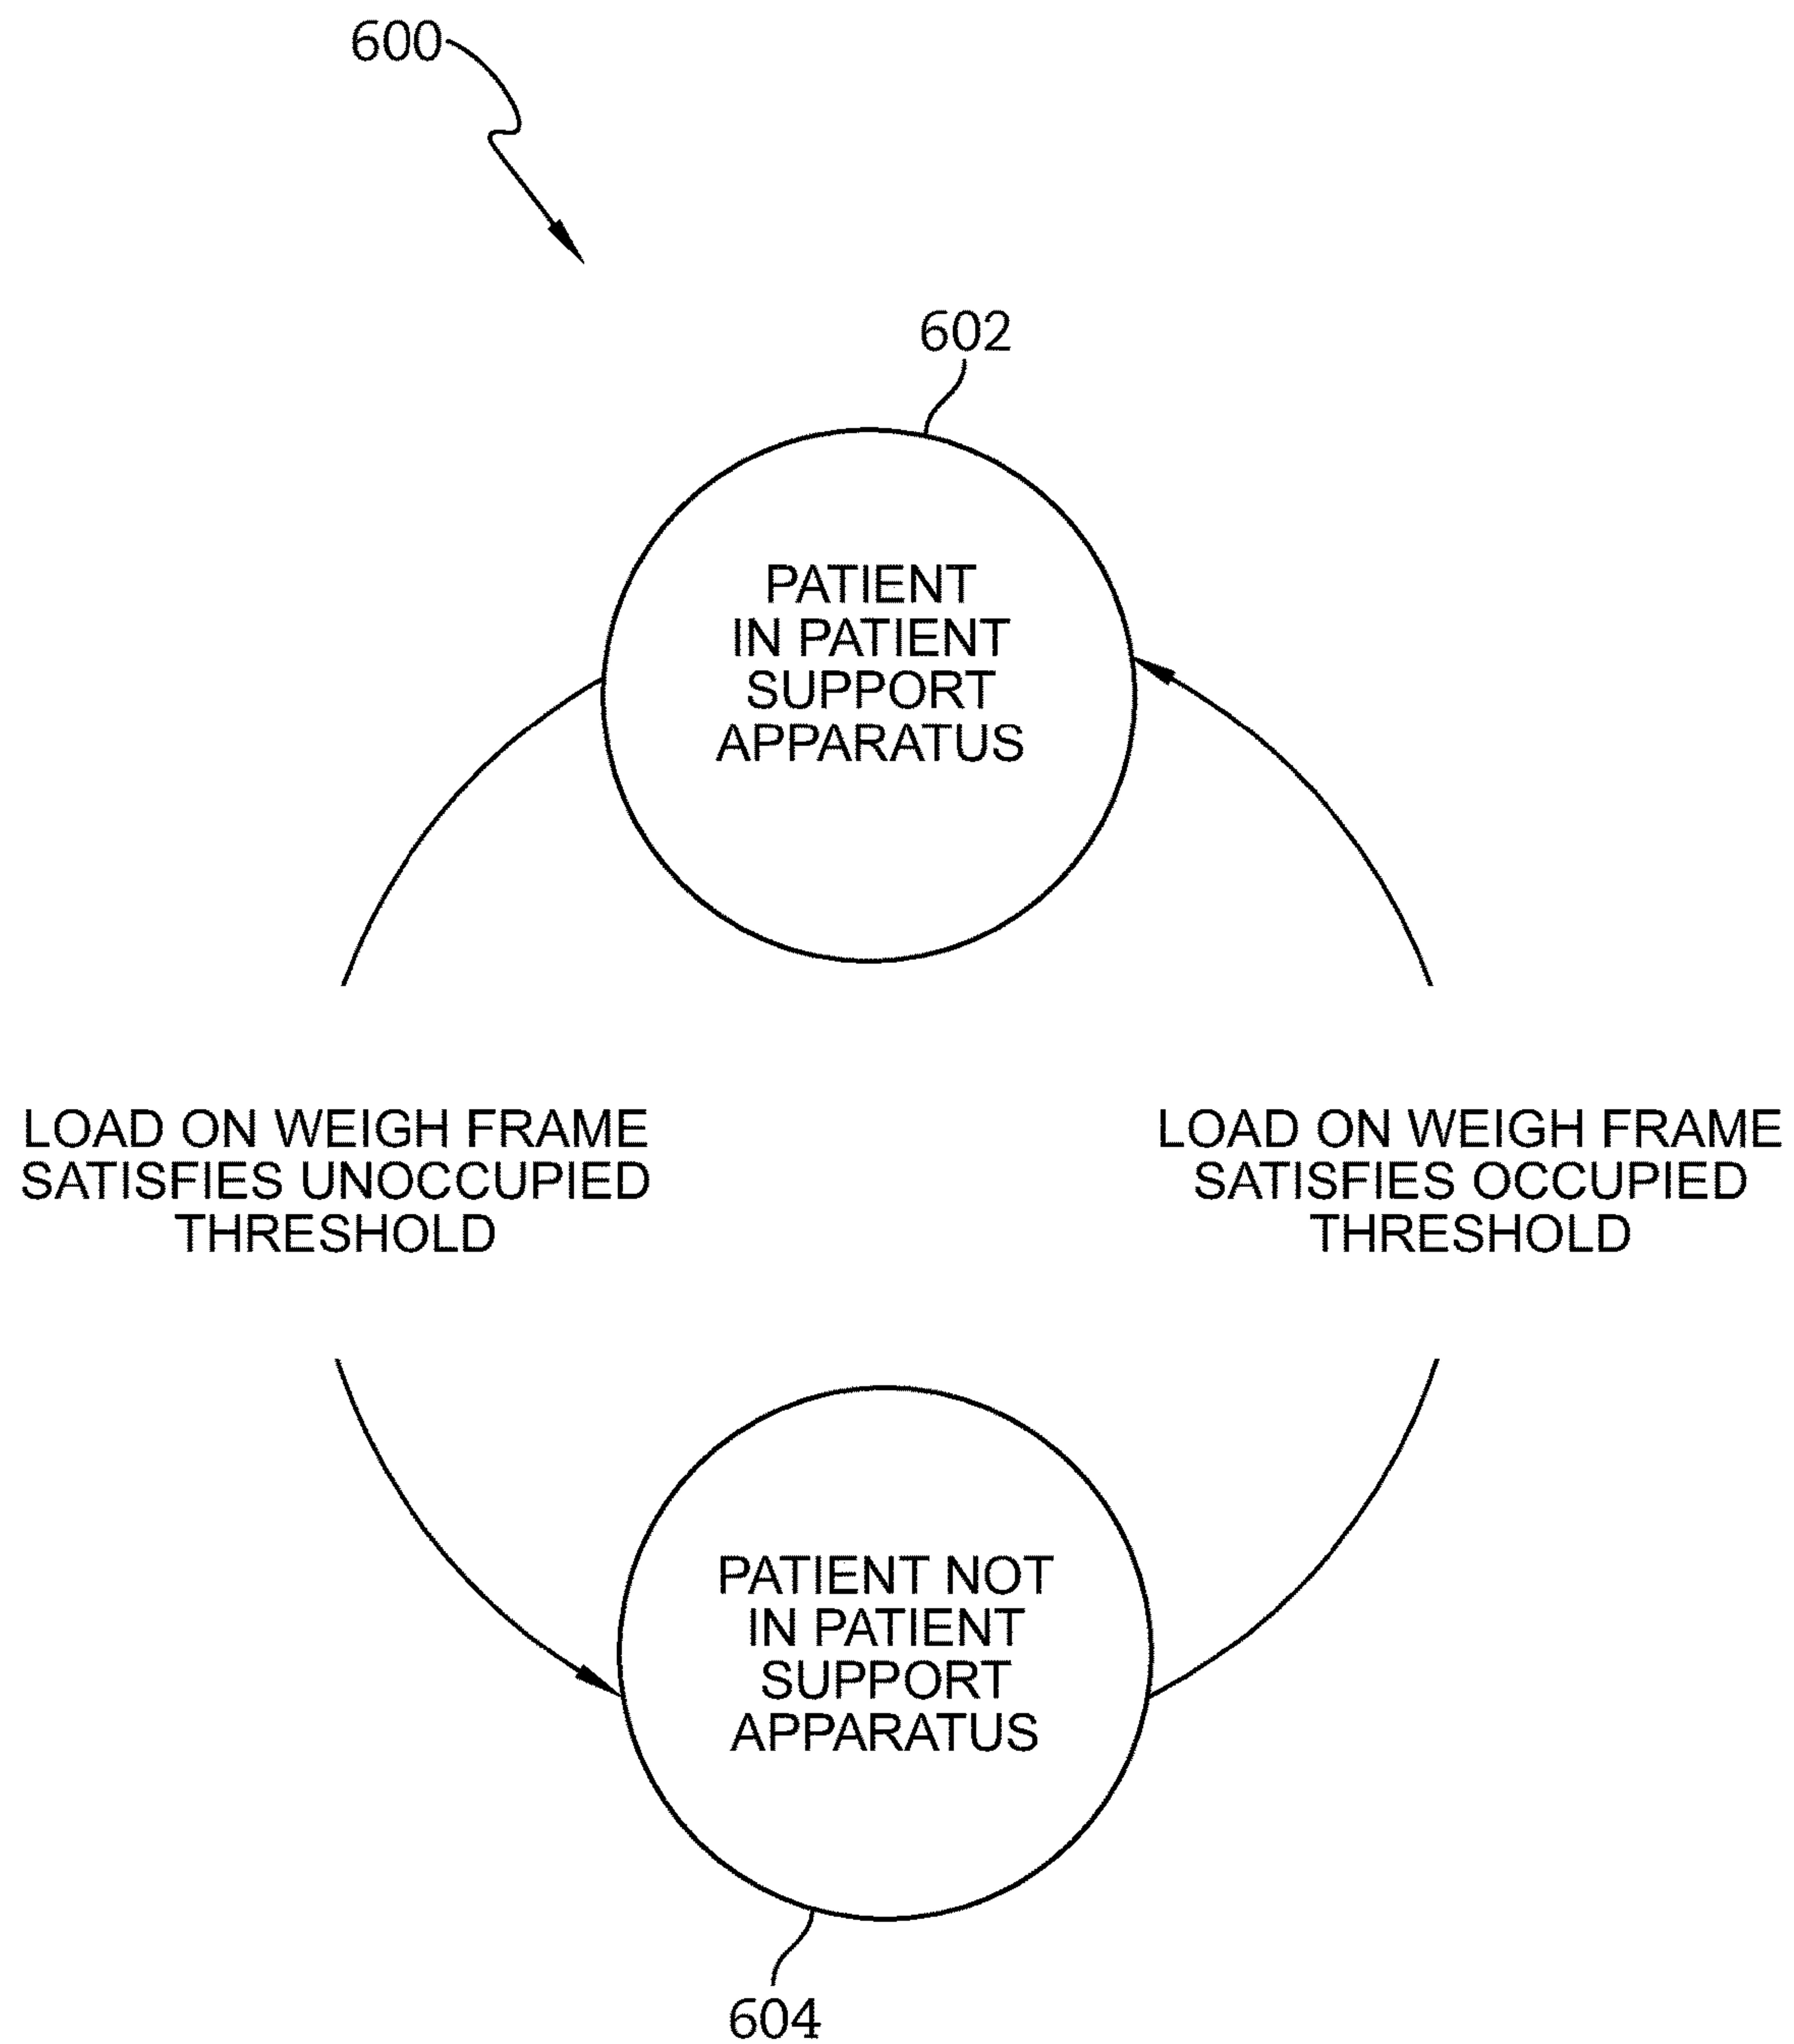 600
602
PATIENT
IN PATIENT
SUPPORT
APPARATUS
LOAD ON WEIGH FRAME
SATISFIES UNOCCUPIED
THRESHOLD
LOAD ON WEIGH FRAME
SATISFIES OCCUPIED
THRESHOLD
PATIENT NOT
IN PATIENT
SUPPORT
APPARATUS
604